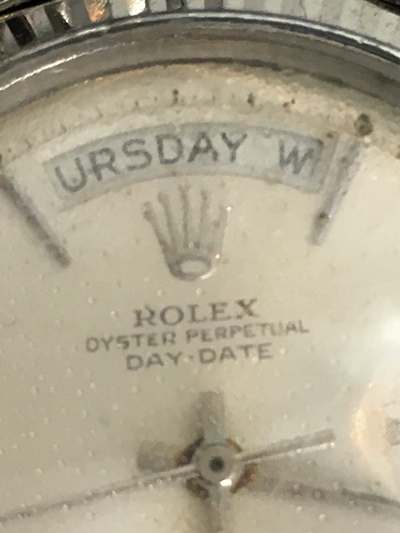 URSDAY W
ROLEX
OYSTER PERPETUAL
DAY-DATE